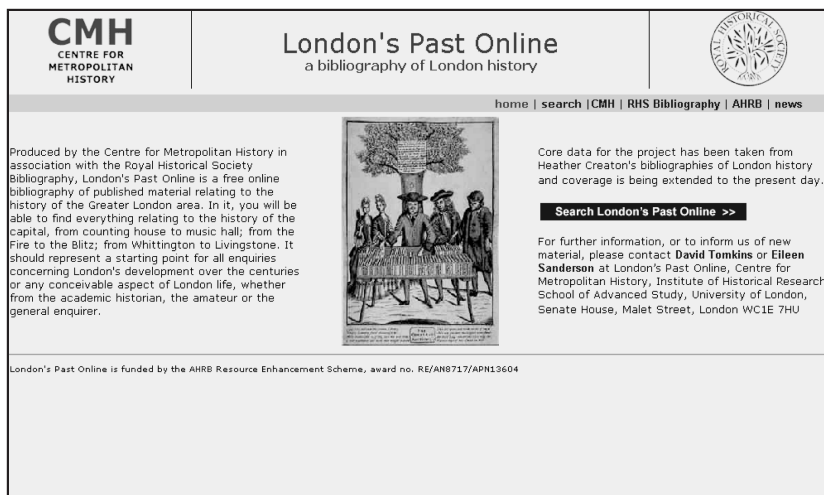 CMH
CENTRE FOR
METROPOLITAN
HISTORY
London's Past Online
a bibliography of London history
ROYAL HISTORICAL SOCIETY
home | search |CMH | RHS Bibliography | AHRB | news
Produced by the Centre for Metropolitan History in
association with the Royal Historical Society
Bibliography, London's Past Online is a free online
bibliography of published material relating to the
history of the Greater London area. In it, you will be
able to find everything relating to the history of the
capital, from counting house to music hall; from the
Fire to the Blitz; from Whittington to Livingstone. It
should represent a starting point for all enquiries
concerning London's development over the centuries
or any conceivable aspect of London life, whether
from the academic historian, the amateur or the
general enquirer.
Core data for the project has been taken from
Heather Creaton's bibliographies of London history
and coverage is being extended to the present day.
Search London's Past Online >>
For further information, or to inform us of new
material, please contact David Tomkins or Eileen
Sanderson at London's Past Online, Centre for
Metropolitan History, Institute of Historical Research
School of Advanced Study, University of London,
Senate House, Malet Street, London WC1E 7HU
London's Past Online is funded by the AHRB Resource Enhancement Scheme, award no. RE/AN8717/APN13604